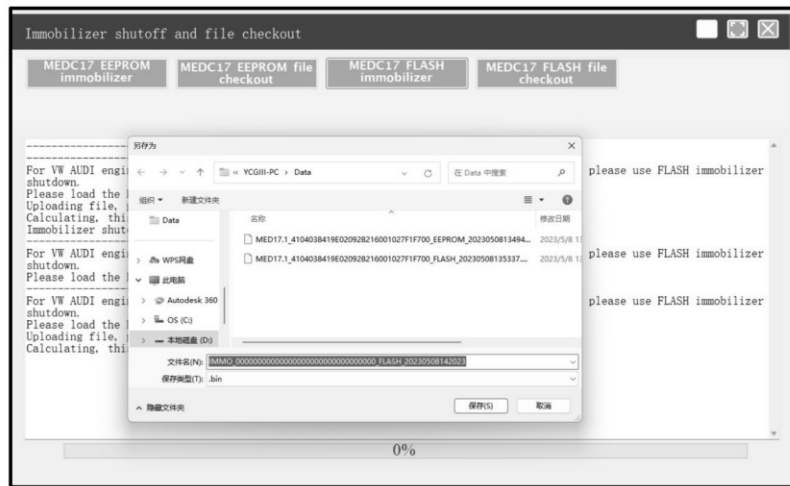 Immobilizer shutoff and file checkout
MEDC17 EEPROM immobilizer
MEDC17 EEPROM file checkout
MEDC17 FLASH immobilizer
MEDC17 FLASH file checkout
For VW AUDI engi
please use FLASH immobilizer
shutdown.
Please load the
Uploading file,
Calculating, thi
Immobilizer shut
For VW AUDI engi
please use FLASH immobilizer
shutdown.
Please load the
For VW AUDI engi
please use FLASH immobilizer
shutdown.
Please load the
Uploading file,
Calculating, thi
另存为
« YCGIII-PC › Data
在 Data 中搜索
组织 新建文件夹
Data
WPS网盘
此电脑
Autodesk 360
OS (C:)
本地磁盘 (D:)
名称 修改日期
MED17.1_4104038419E020928216001027F1F700_EEPROM_2023050813494... 2023/5/8 13
MED17.1_4104038419E020928216001027F1F700_FLASH_20230508135337.... 2023/5/8 13
文件名(N):
_FLASH_20230508142023
保存类型(T): .bin
隐藏文件夹
保存(S) 取消
0%